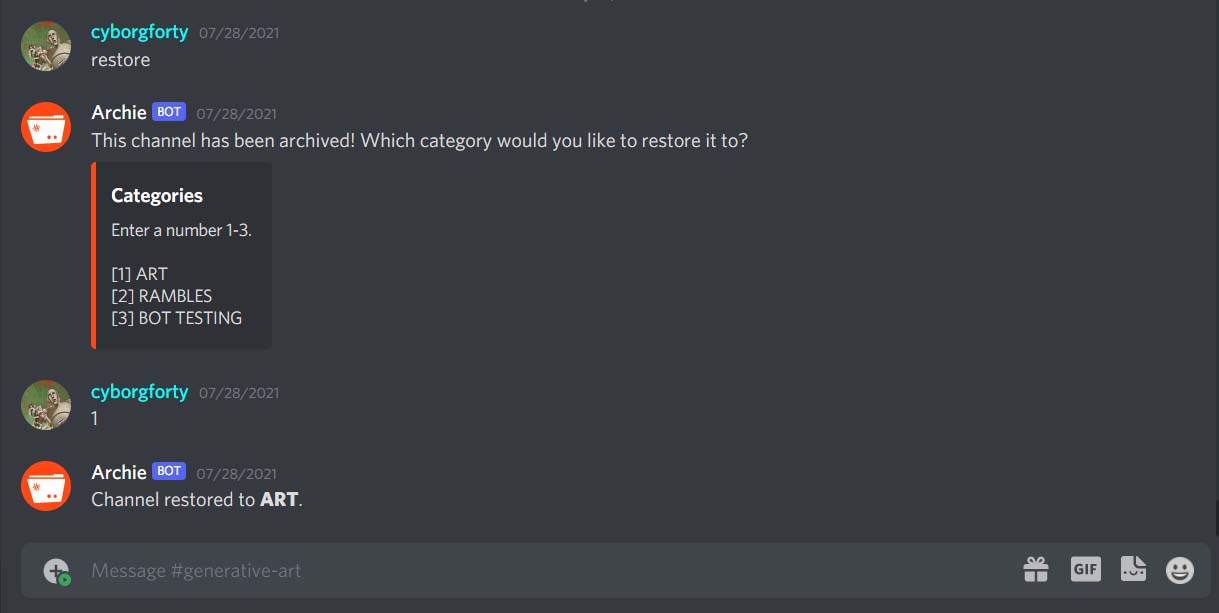 cyborgforty 07/28/2021
restore
Archie BOT 07/28/2021
This channel has been archived! Which category would you like to restore it to?
Categories
Enter a number 1-3.
[1] ART
[2] RAMBLES
[3] BOT TESTING
cyborgforty 07/28/2021
1
Archie BOT 07/28/2021
Channel restored to ART.
Message #generative-art GIF